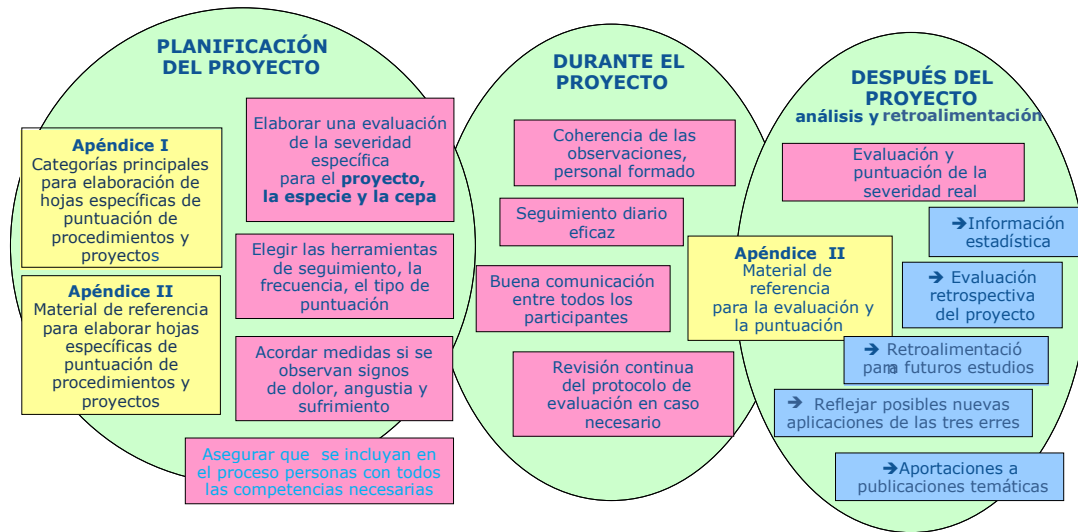 PLANIFICACIÓN
DEL PROYECTO
Apéndice I
Categorías principales
para elaboración de
hojas específicas de
puntuación de
procedimientos y
proyectos
Apéndice II
Material de referencia
para elaborar hojas
específicas de
puntuación de
procedimientos y
proyectos
Elaborar una evaluación
de la severidad
específica
para el proyecto,
la especie y la cepa
Elegir las herramientas
de seguimiento, la
frecuencia, el tipo de
puntuación
Acordar medidas si se
observan signos
de dolor, angustia y
sufrimiento
Asegurar que se incluyan en
el proceso personas con todos
las competencias necesarias
DURANTE EL
PROYECTO
Coherencia de las
observaciones,
personal formado
Seguimiento diario
eficaz
Buena comunicación
entre todos los
participantes
Revisión continua
del protocolo de
evaluación en caso
necesario
DESPUÉS DEL
PROYECTO
análisis y retroalimentación
Evaluación y
puntuación de la
severidad real
Apéndice II
Material de
referencia
para la evaluación y
la puntuación
➔Información
estadística
➔ Evaluación
retrospectiva
del proyecto
➔ Retroalimentació
n
para futuros estudios
➔ Reflejar posibles nuevas
aplicaciones de las tres erres
➔Aportaciones a
publicaciones temáticas